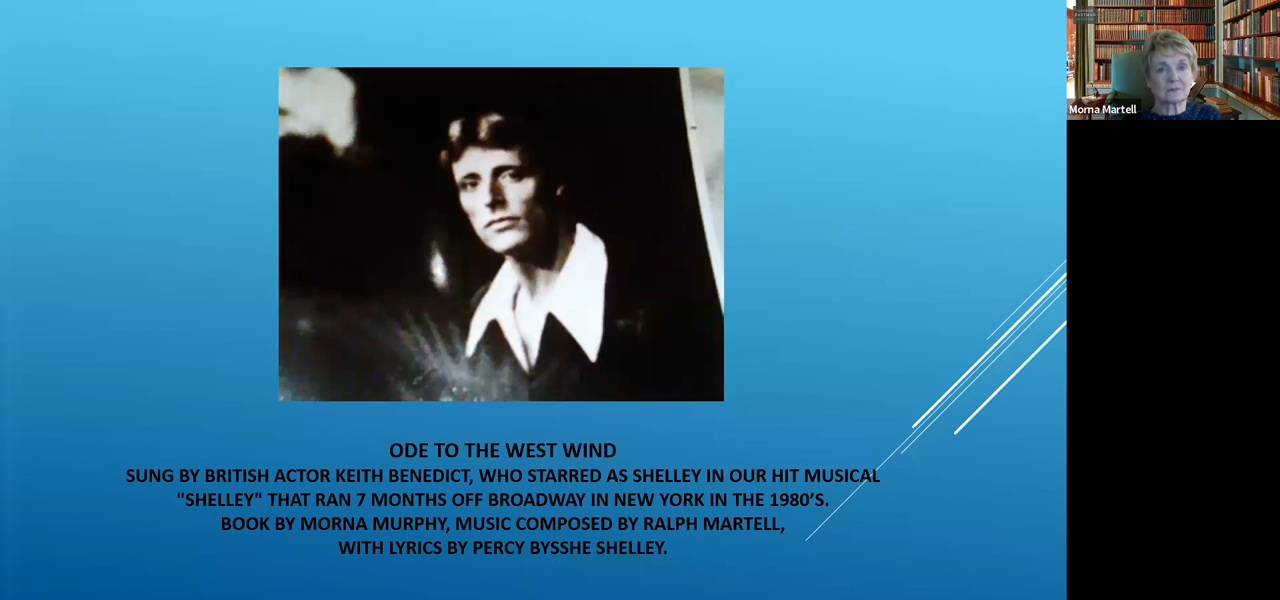 ODE TO THE WEST WIND
SUNG BY BRITISH ACTOR KEITH BENEDICT, WHO STARRED AS SHELLEY IN OUR HIT MUSICAL
"SHELLEY" THAT RAN 7 MONTHS OFF BROADWAY IN NEW YORK IN THE 1980’S.
BOOK BY MORNA MURPHY, MUSIC COMPOSED BY RALPH MARTELL,
WITH LYRICS BY PERCY BYSSHE SHELLEY.
Morna Martell